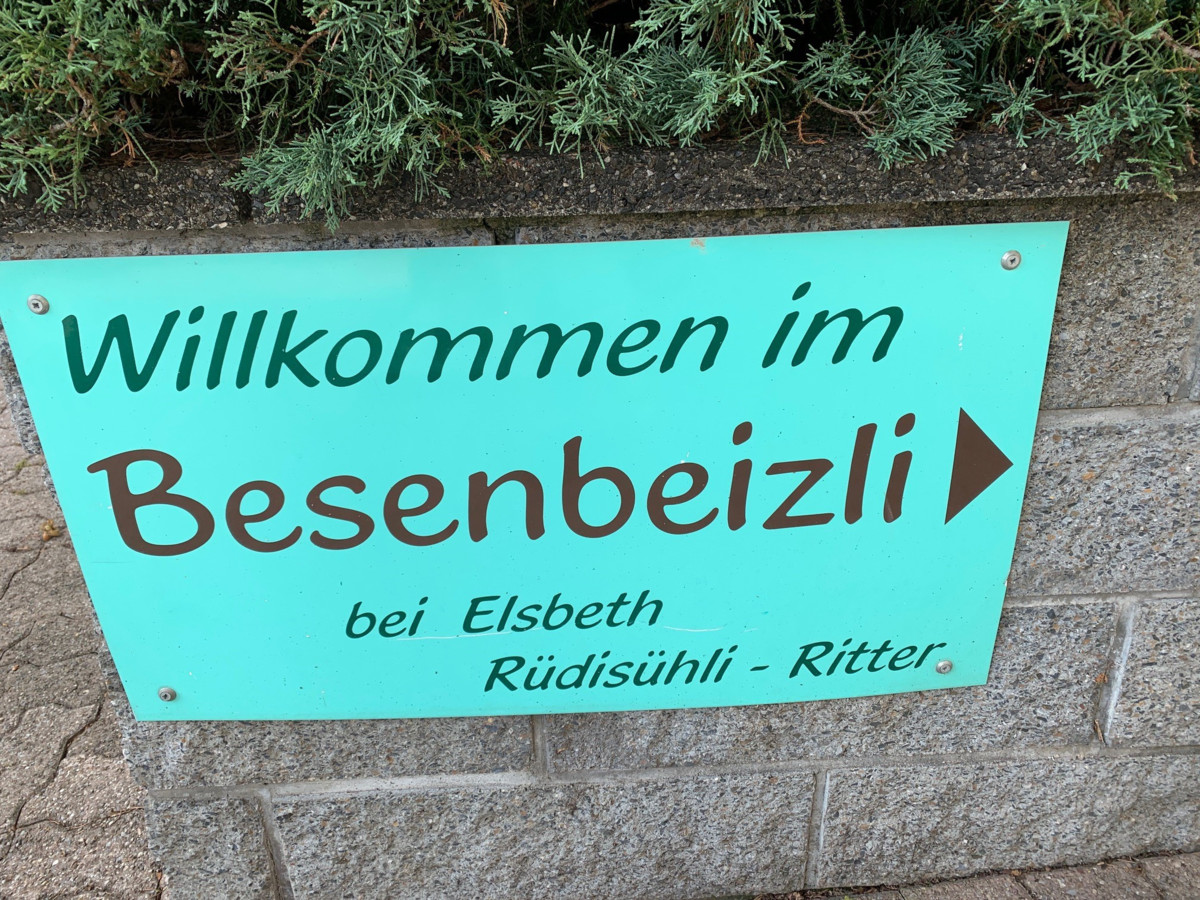 Willkommen im
Besenbeizli
bei Elsbeth
Rüdisühli - Ritter